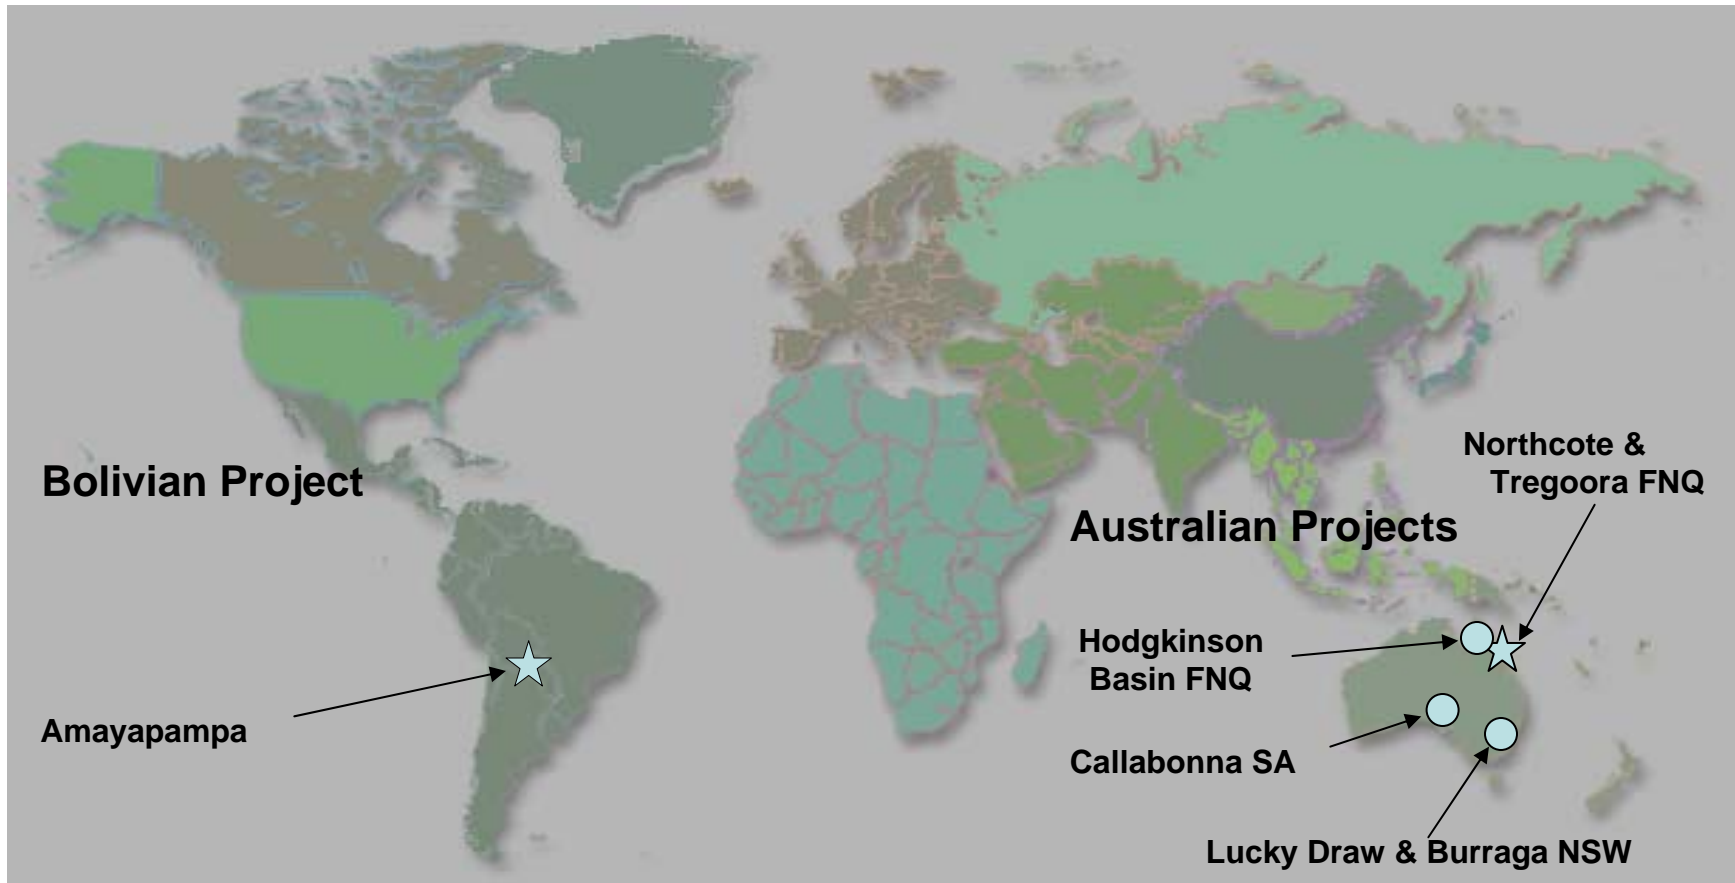 Bolivian Project
Amayapampa
Australian Projects
Northcote &
Tregoora FNQ
Hodgkinson
Basin FNQ
Callabonna SA
Lucky Draw & Burraga NSW